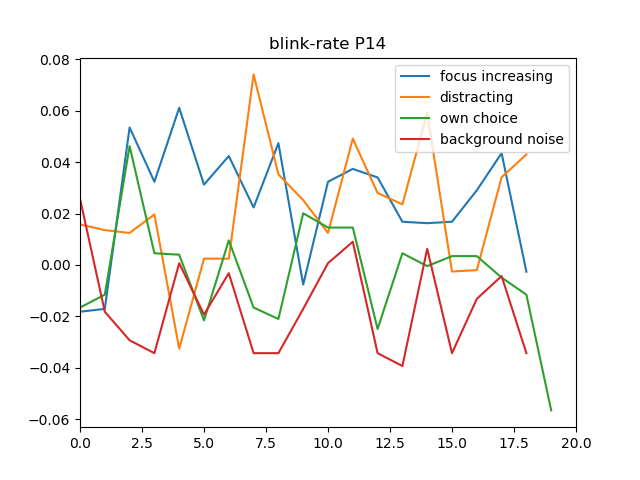 blink-rate P14
0.08
0.06
0.04
0.02
0.00
−0.02
−0.04
−0.06
focus increasing
distracting
own choice
background noise
0.0 2.5 5.0 7.5 10.0 12.5 15.0 17.5 20.0